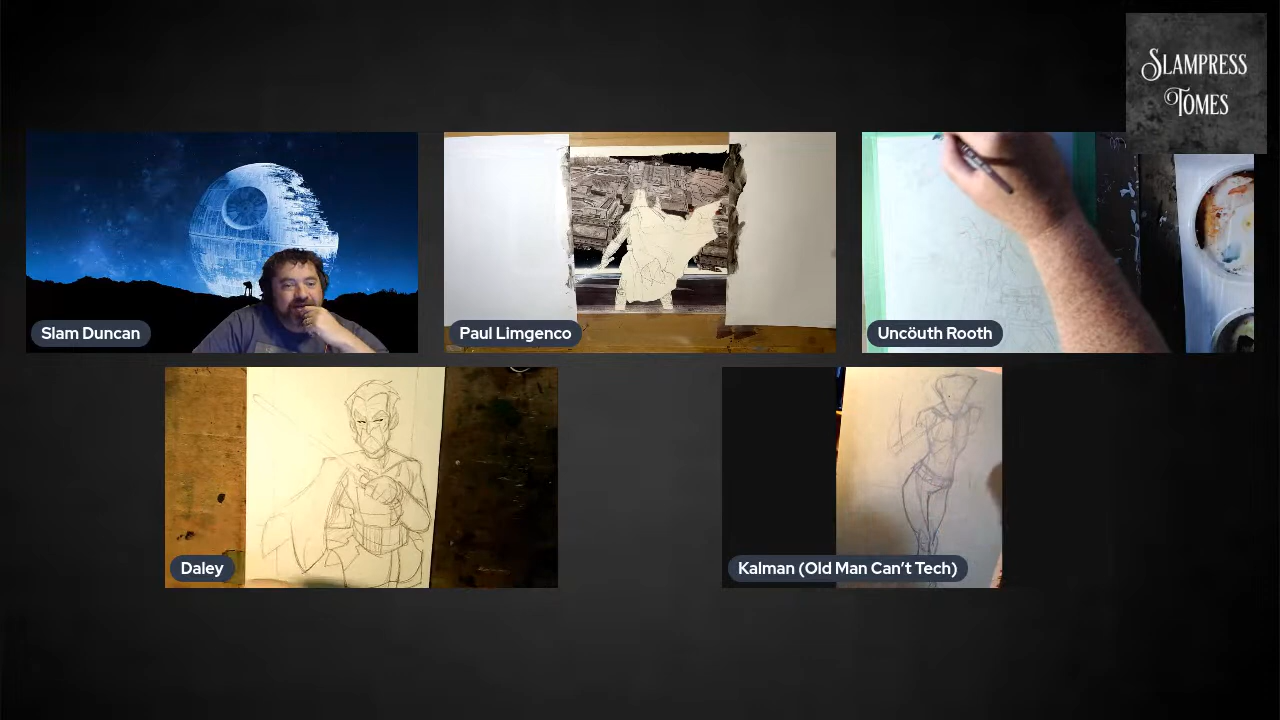 Slampress
Tomes
Slam Duncan
Paul Limgenco
Uncöuth Rooth
Daley
Kalman (Old Man Can't Tech)